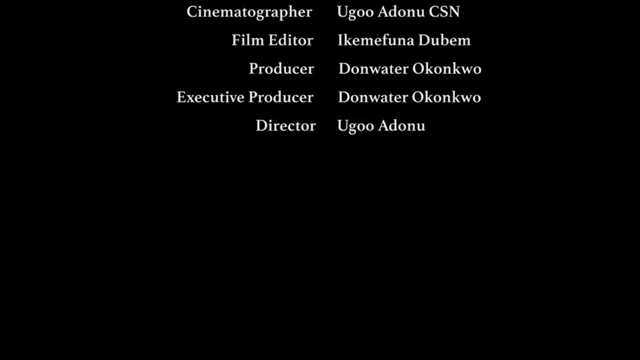 Cinematographer Ugoo Adonu CSN
Film Editor Ikemefuna Dubem
Producer Donwater Okonkwo
Executive Producer Donwater Okonkwo
Director Ugoo Adonu